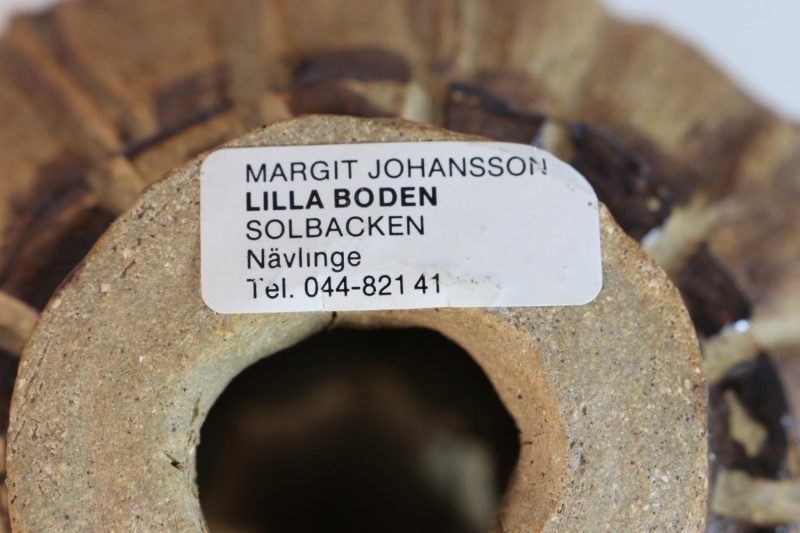 MARGIT JOHANSSON
LILLA BODEN
SOLBACKEN
Nävlinge
Tel. 044-821 41